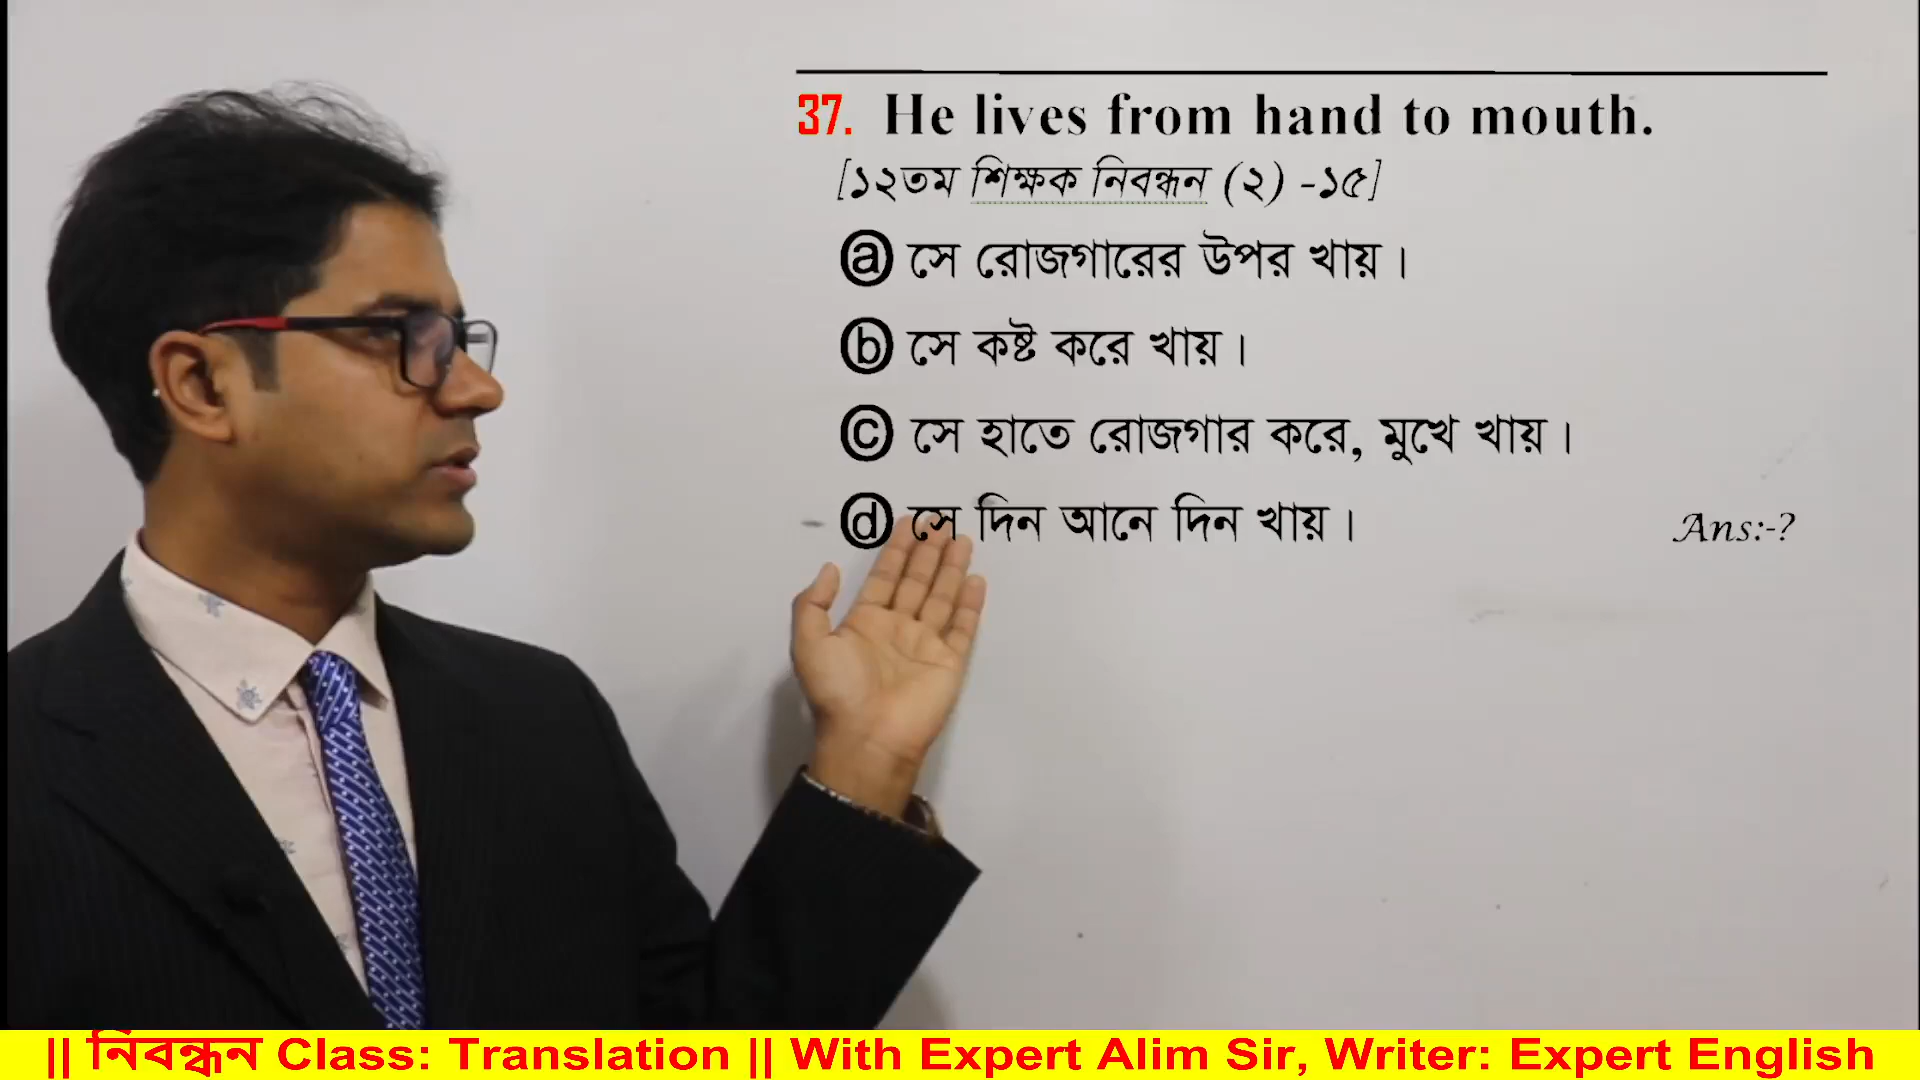 37. He lives from hand to mouth.
[১২তম শিক্ষক নিবন্ধন (২) -১৫]
ⓐ সে রোজগারের উপর খায়।
ⓑ সে কষ্ট করে খায়।
ⓒ সে হাতে রোজগার করে, মুখে খায়।
ⓓ সে দিন আনে দিন খায়। Ans:-?
|| নিবন্ধন Class: Translation || With Expert Alim Sir, Writer: Expert English